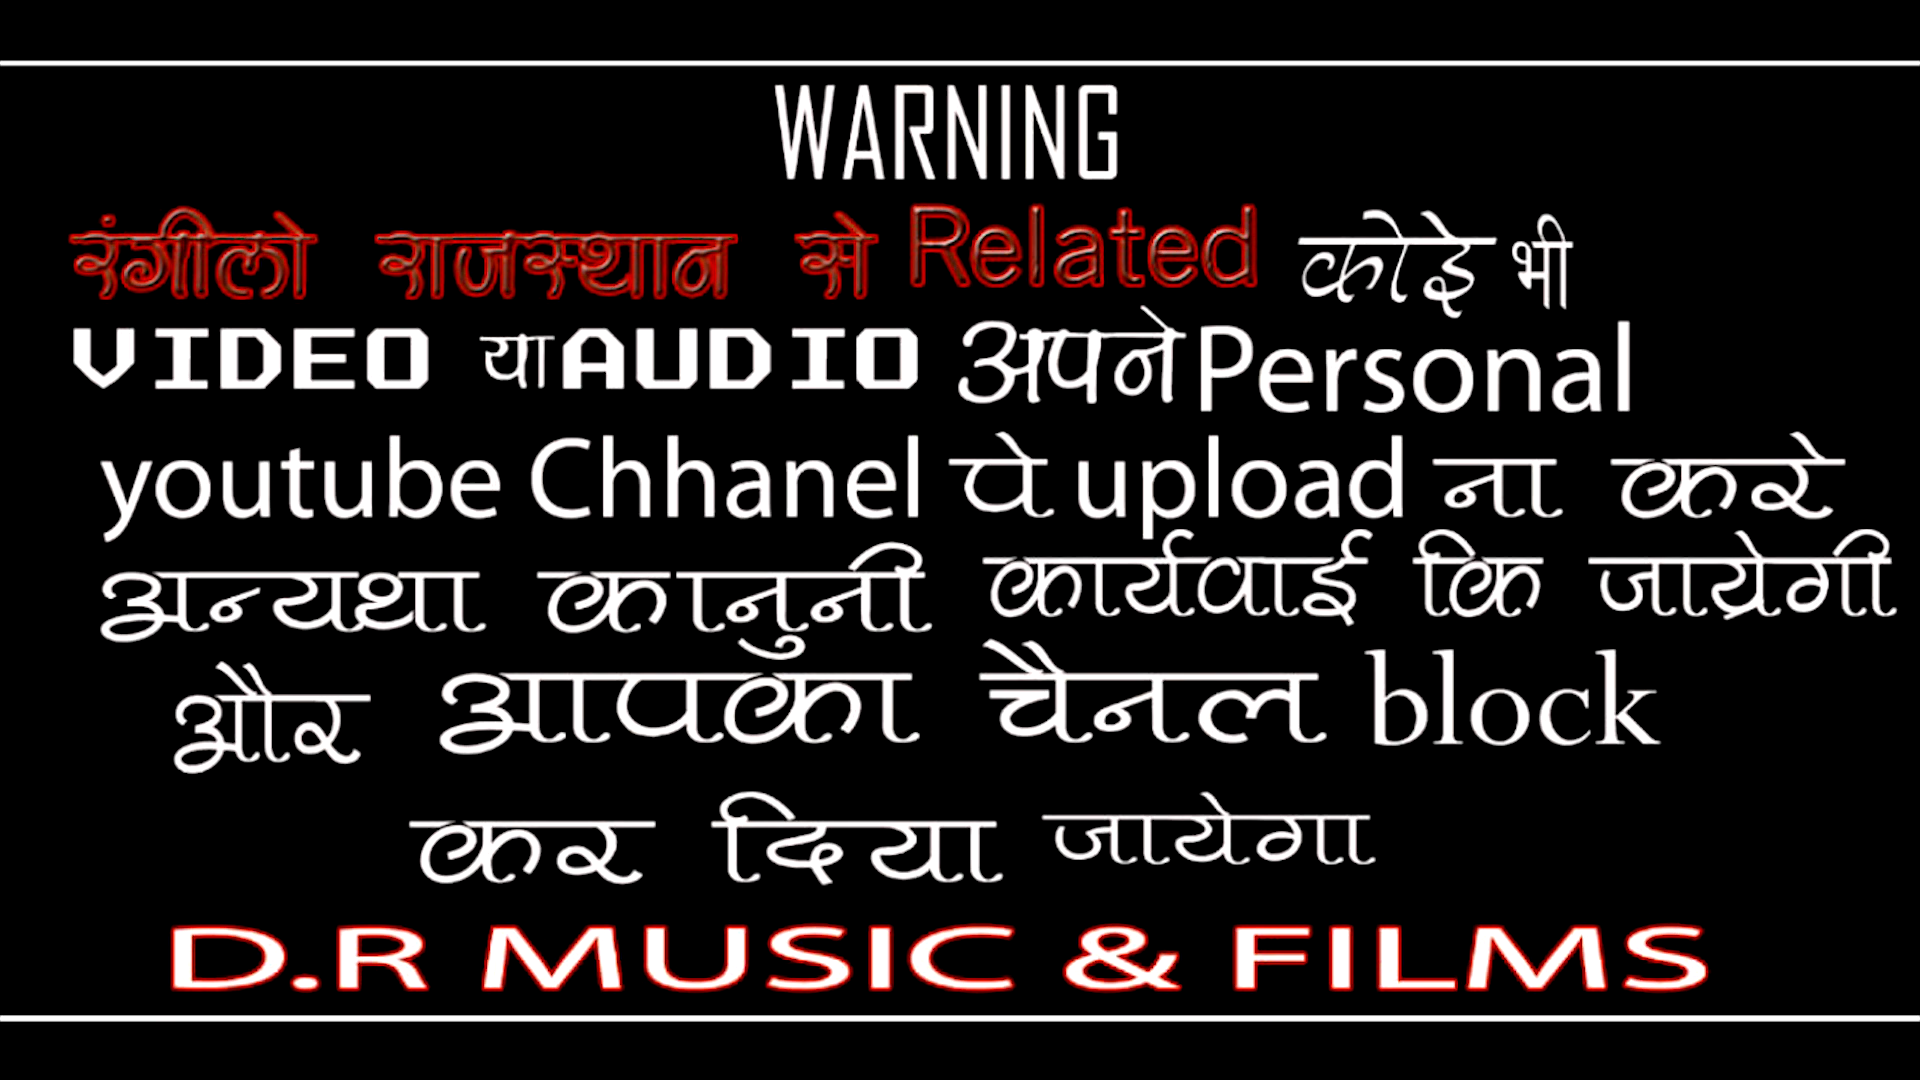 WARNING
रंगीलो राजस्थान से Related कोई भी
VIDEO या AUDIO अपने Personal
youtube Chhanel पे upload ना करे
अन्यथा कानुनी कार्यवाई कि जायेगी
और आपका चैनल block
कर दिया जायेगा
D.R MUSIC & FILMS